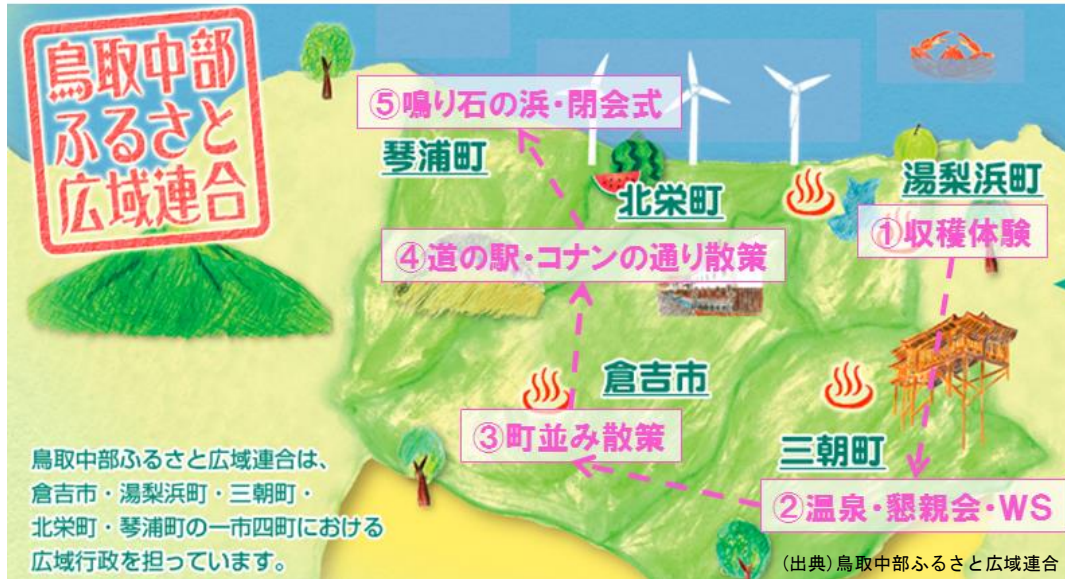 鳥取中部
ふるさと
広域連合
⑤鳴り石の浜・閉会式
琴浦町
北栄町
湯梨浜町
①収穫体験
④道の駅・コナンの通り散策
倉吉市
③町並み散策
三朝町
②温泉・懇親会・WS
鳥取中部ふるさと広域連合は、
倉吉市・湯梨浜町・三朝町・
北栄町・琴浦町の一市四町における
広域行政を担っています。
(出典)鳥取中部ふるさと広域連合